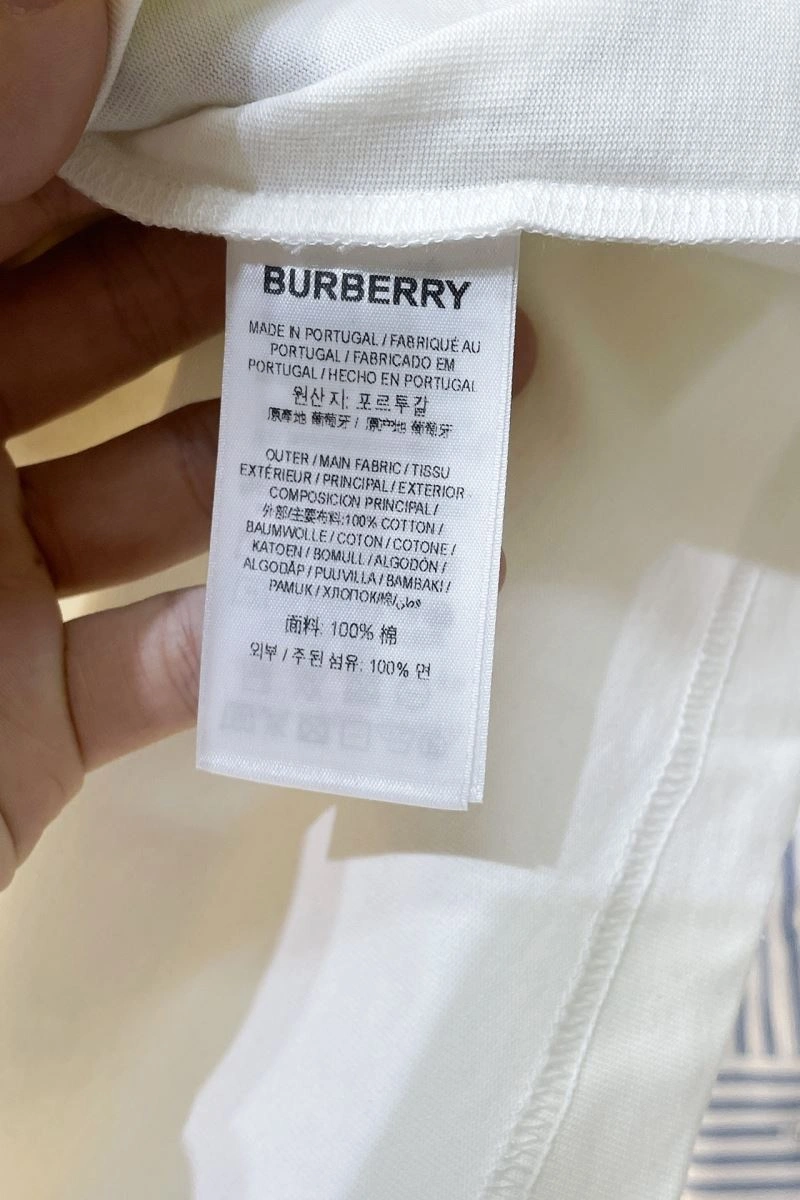 BURBERRY
MADE IN PORTUGAL / FABRIQUÉ AU
PORTUGAL / FABRICADO EM
PORTUGAL / HECHO EN PORTUGAL
원산지: 포르투갈
原產地 葡萄牙 / 原产地 葡萄牙
OUTER / MAIN FABRIC / TISSU
EXTÉRIEUR / PRINCIPAL / EXTERIOR
COMPOSICION PRINCIPAL /
外部/主要布料:100% COTTON /
BAUMWOLLE / COTON / COTONE /
KATOEN / BOMULL / ALGODÓN /
ALGODÃP / PUUVILLA / BAMBAKI /
PAMUK / ХЛОПОК/棉/قطن
面料: 100% 棉
외부 / 주된 섬유: 100% 면